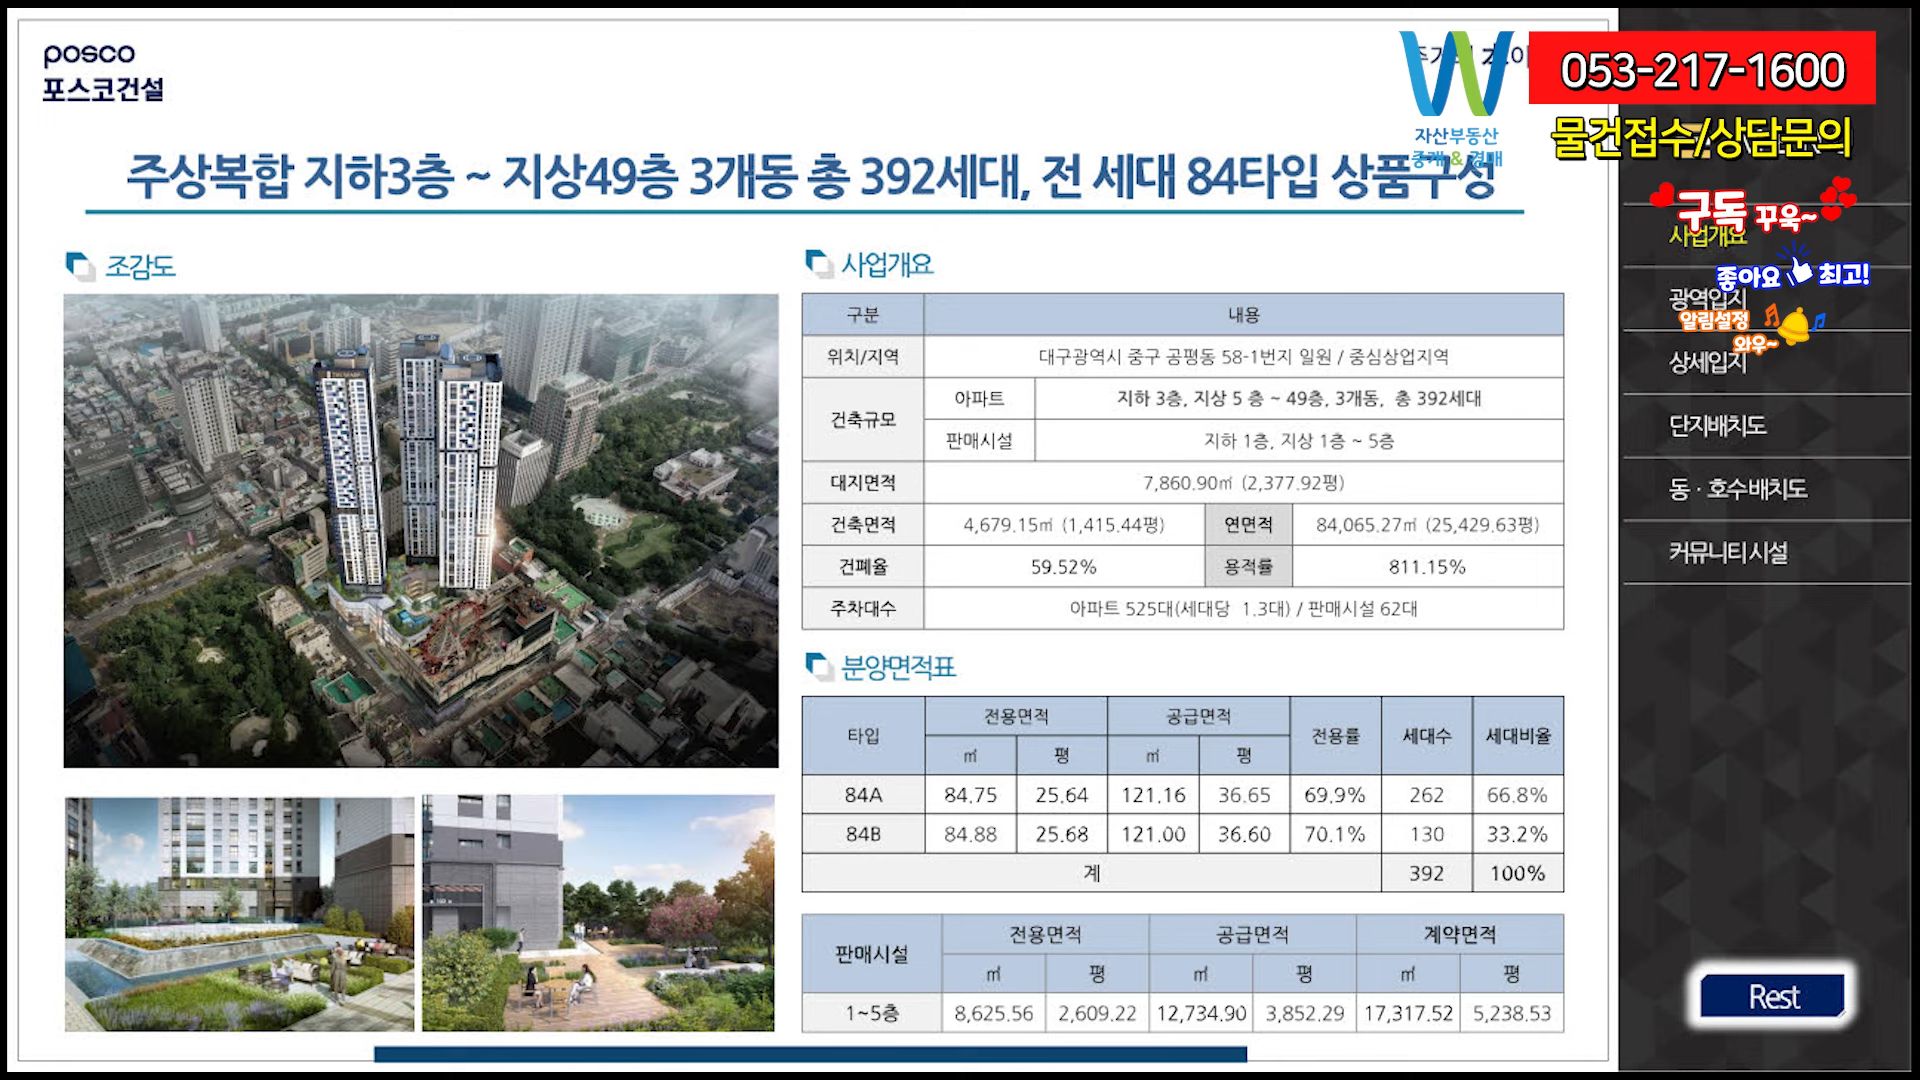 posco
포스코건설
자산부동산
중개 & 경매
053-217-1600
물건접수/상담문의
주상복합 지하3층 ~ 지상49층 3개동 총 392세대, 전 세대 84타입 상품구성
조감도
사업개요
구분 내용
위치/지역 대구광역시 중구 공평동 58-1번지 일원 / 중심상업지역
건축규모 아파트 지하 3층, 지상 5 층 ~ 49층, 3개동, 총 392세대
판매시설 지하 1층, 지상 1층 ~ 5층
대지면적 7,860.90㎡ (2,377.92평)
건축면적 4,679.15㎡ (1,415.44평) 연면적 84,065.27㎡ (25,429.63평)
건폐율 59.52% 용적률 811.15%
주차대수 아파트 525대(세대당 1.3대) / 판매시설 62대
분양면적표
타입 전용면적 공급면적 전용률 세대수 세대비율
㎡ 평 ㎡ 평
84A 84.75 25.64 121.16 36.65 69.9% 262 66.8%
84B 84.88 25.68 121.00 36.60 70.1% 130 33.2%
계 392 100%
판매시설 전용면적 공급면적 계약면적
㎡ 평 ㎡ 평 ㎡ 평
1~5층 8,625.56 2,609.22 12,734.90 3,852.29 17,317.52 5,238.53
구독 꾸욱~
사업개요
좋아요 최고!
광역입지
알림설정
와우~
상세입지
단지배치도
동 · 호수배치도
커뮤니티 시설
Rest